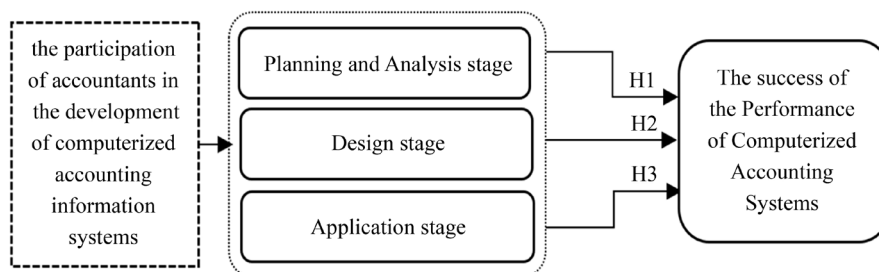 the participation
of accountants in
the development
of computerized
accounting
information
systems
Planning and Analysis stage
Design stage
Application stage
H1
H2
H3
The success of
the Performance
of Computerized
Accounting
Systems